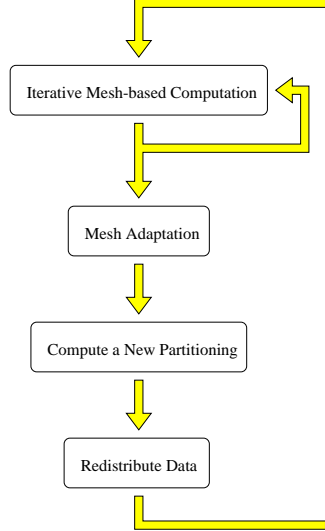 Iterative Mesh-based Computation
Mesh Adaptation
Compute a New Partitioning
Redistribute Data